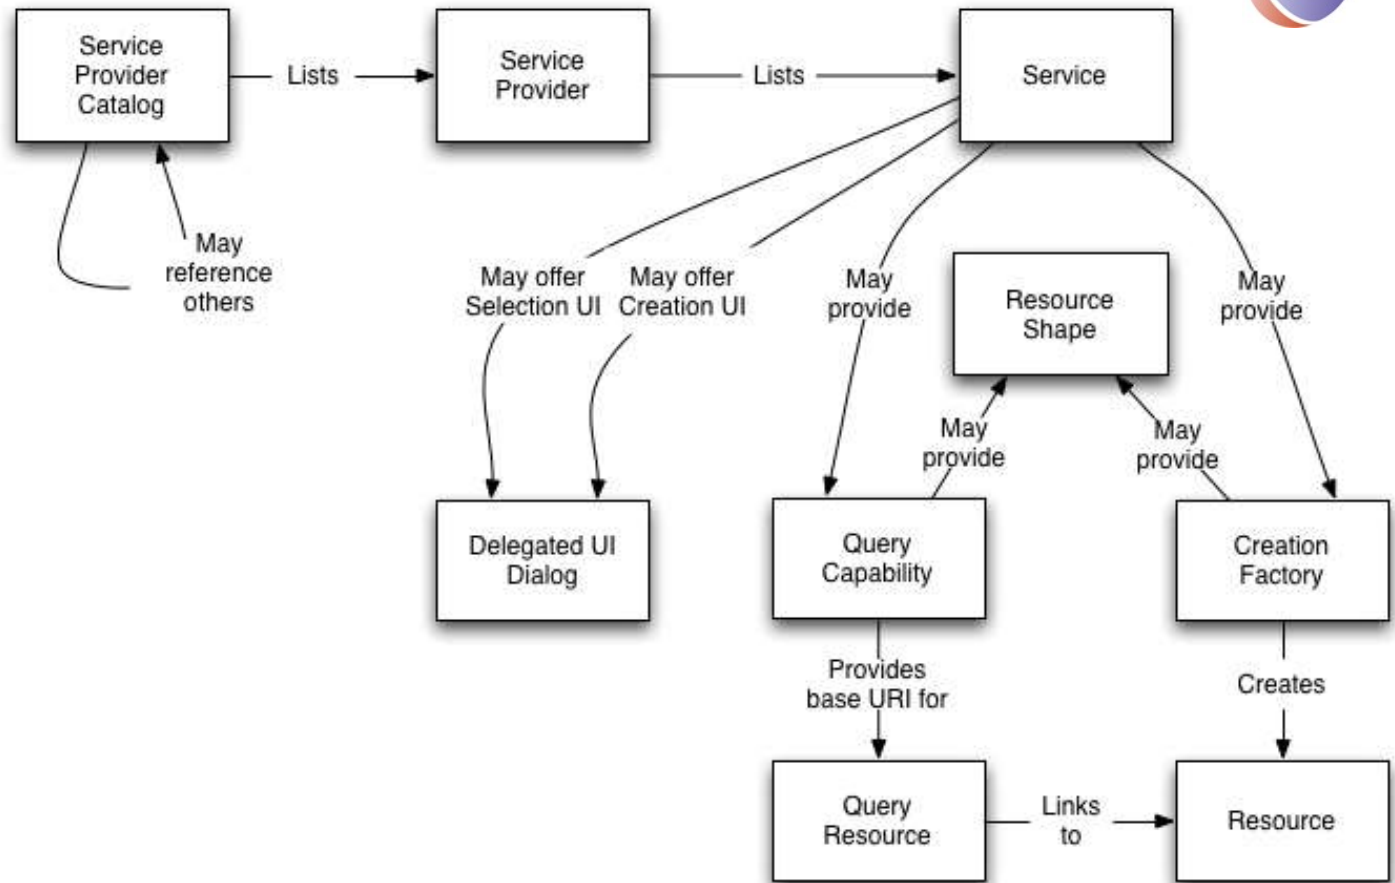 Service
Provider
Catalog
Lists
Service
Provider
Lists
Service
May
reference
others
May offer
Selection UI
May offer
Creation UI
May
provide
Resource
Shape
May
provide
May
provide
May
provide
Delegated UI
Dialog
Query
Capability
Creation
Factory
Provides
base URI for
Creates
Query
Resource
Links
to
Resource